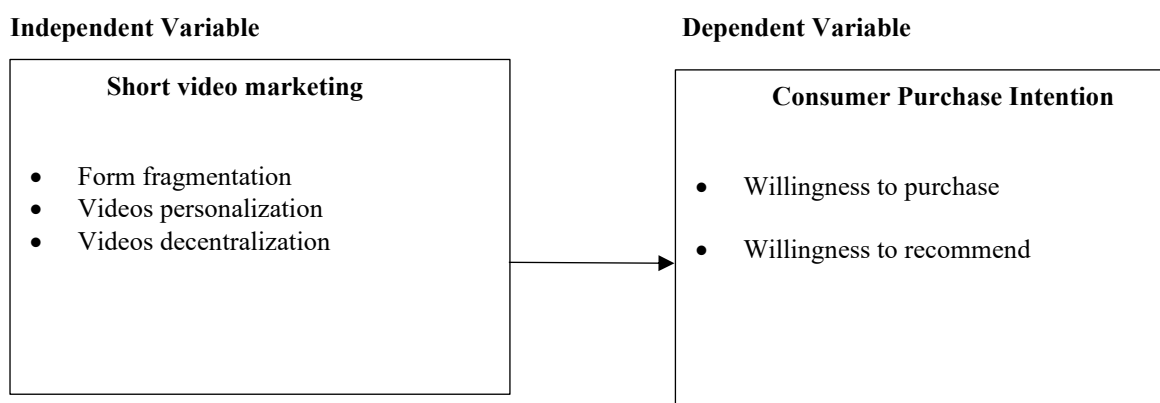 Independent Variable
Dependent Variable
Short video marketing
• Form fragmentation
• Videos personalization
• Videos decentralization
Consumer Purchase Intention
• Willingness to purchase
• Willingness to recommend